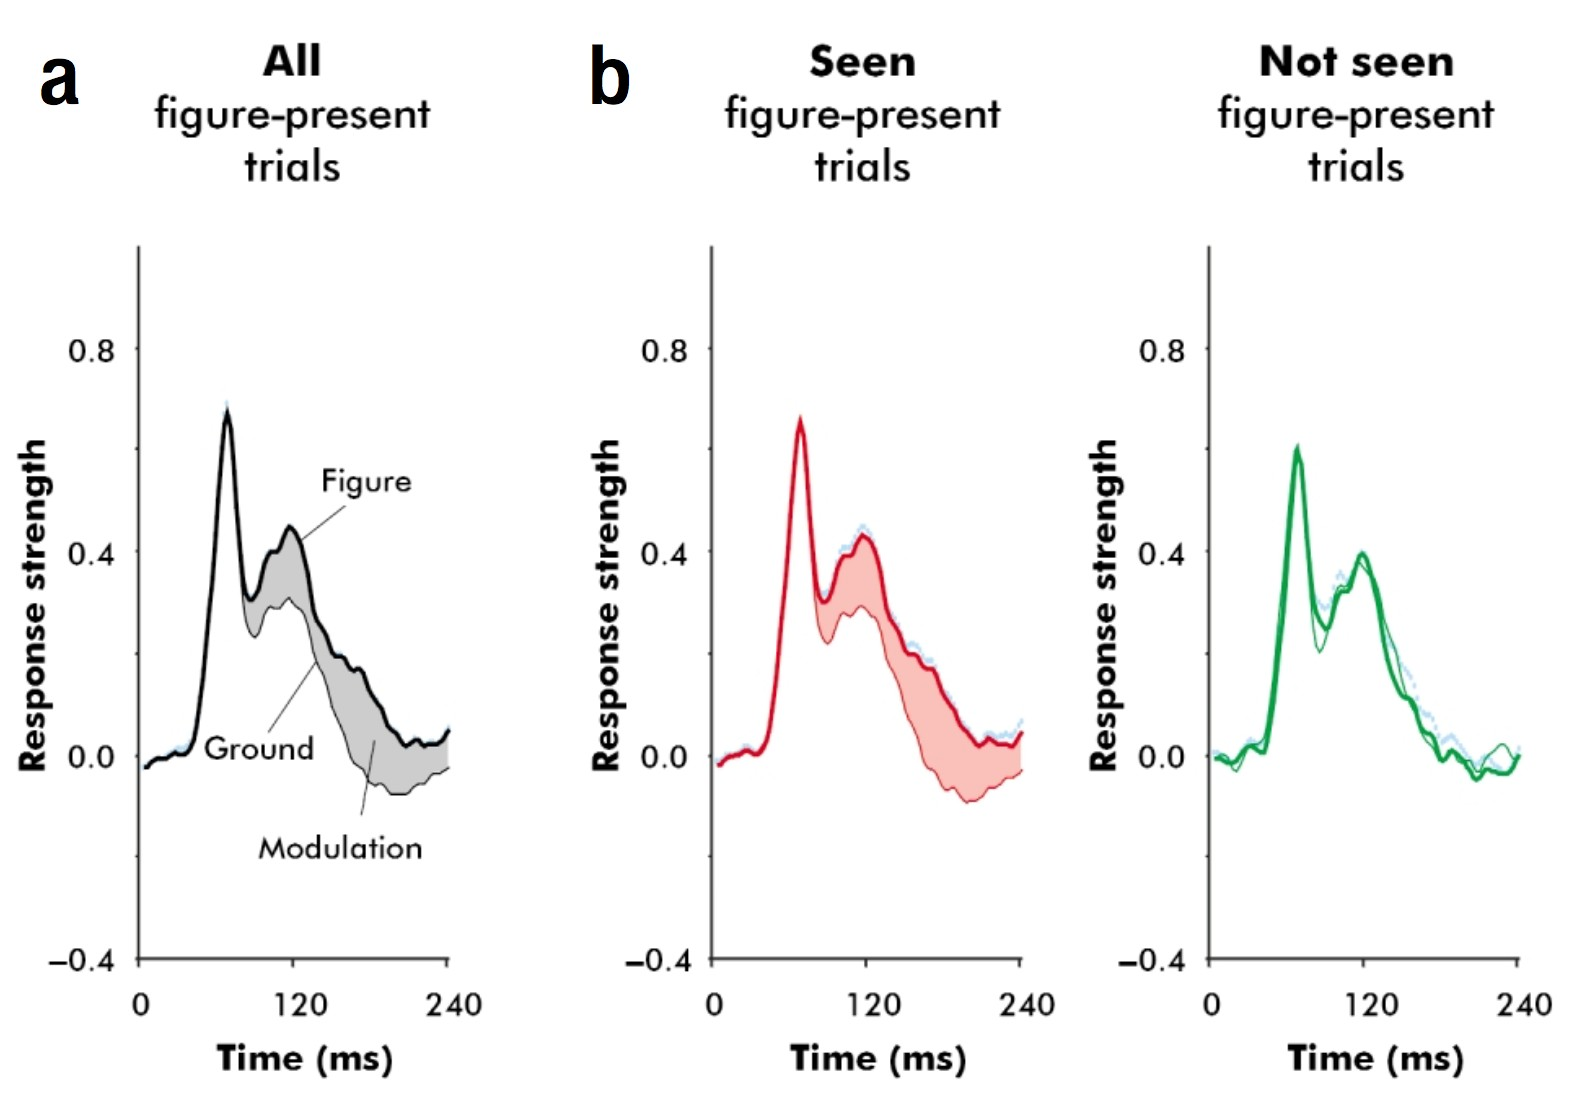 a
All
figure-present
trials
Response strength
0.8
0.4
0.0
−0.4
Figure
Ground
Modulation
0 120 240
Time (ms)
b
Seen
figure-present
trials
Response strength
0.8
0.4
0.0
−0.4
0 120 240
Time (ms)
Not seen
figure-present
trials
Response strength
0.8
0.4
0.0
−0.4
0 120 240
Time (ms)